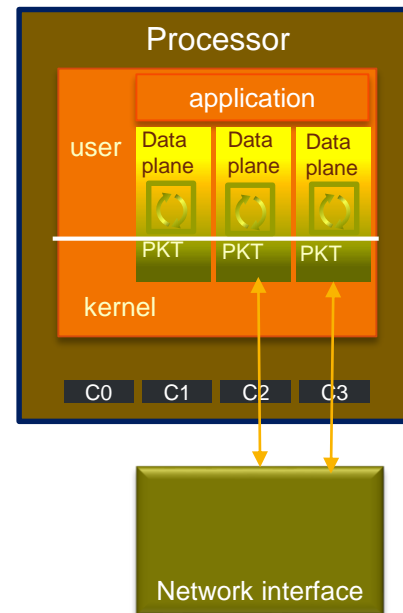 Processor
application
user
Data plane
Data plane
Data plane
PKT
PKT
PKT
kernel
C0
C1
C2
C3
Network interface